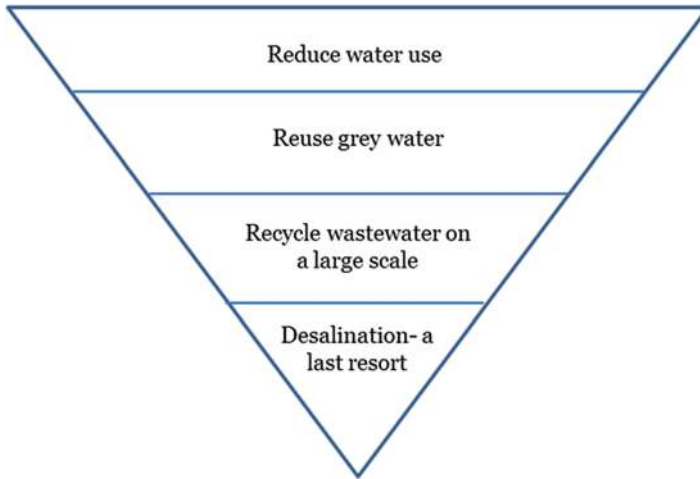 Reduce water use
Reuse grey water
Recycle wastewater on
a large scale
Desalination- a
last resort